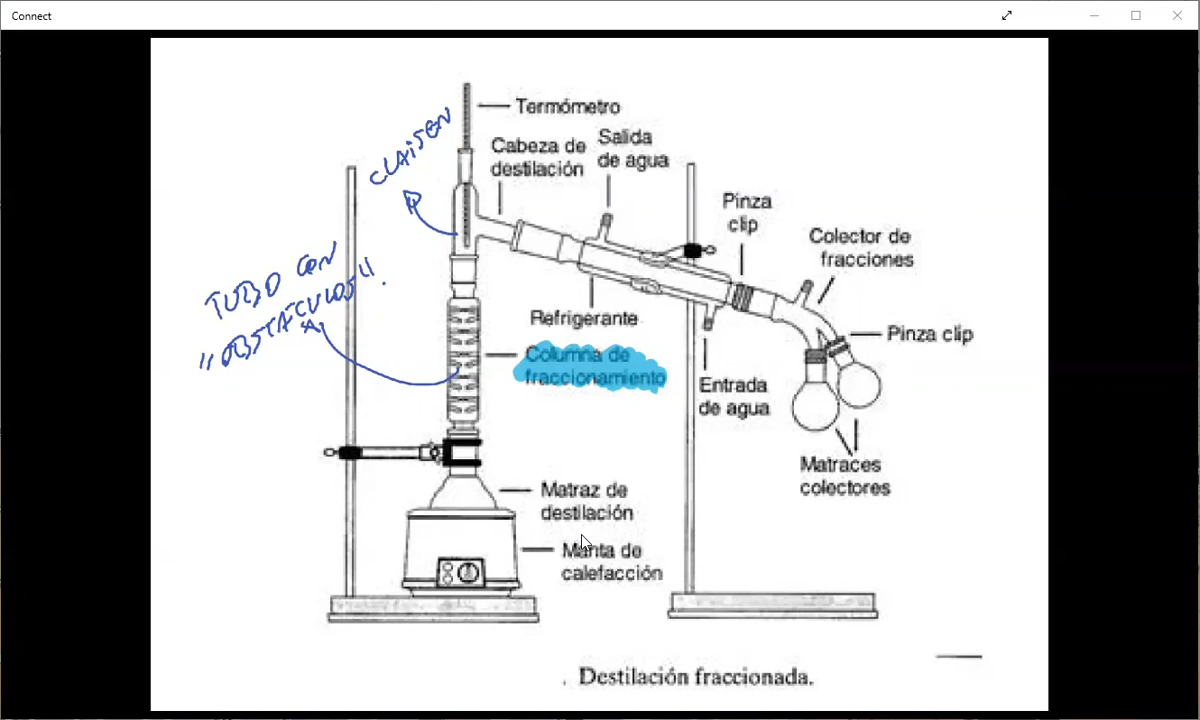 Connect
Termómetro
CLAISEN
Cabeza de
destilación
Salida
de agua
Pinza
clip
Colector de
fracciones
TUBO CON
"OBSTÁCULOS".
Refrigerante
Pinza clip
Columna de
fraccionamiento
Entrada
de agua
Matraces
colectores
Matraz de
destilación
Manta de
calefacción
. Destilación fraccionada.